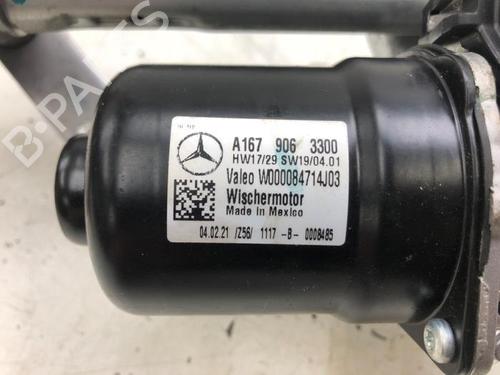 B-PARTS
A167 906 3300
HW17/29 SW19/04.01
Valeo W000084714J03
Wischermotor
Made in Mexico
04.02.21 /Z56/ 1117 -B- 0008485